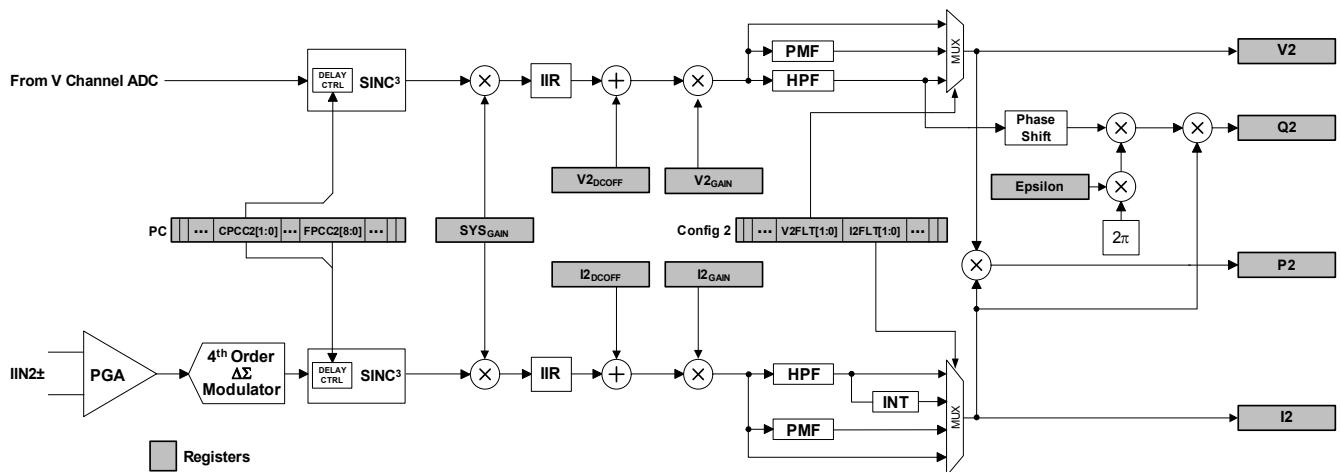 PMF
MUX
V2
From V Channel ADC
DELAY CTRL
SINC³
IIR
HPF
Phase Shift
Q2
V2DCOFF
V2GAIN
Epsilon
PC
... CPCC2[1:0] ... FPCC2[8:0] ...
SYSGAIN
Config 2
... V2FLT[1:0] I2FLT[1:0] ...
2π
I2DCOFF
I2GAIN
P2
IIN2±
PGA
4th Order
ΔΣ
Modulator
DELAY CTRL
SINC³
IIR
HPF
INT
PMF
MUX
I2
Registers